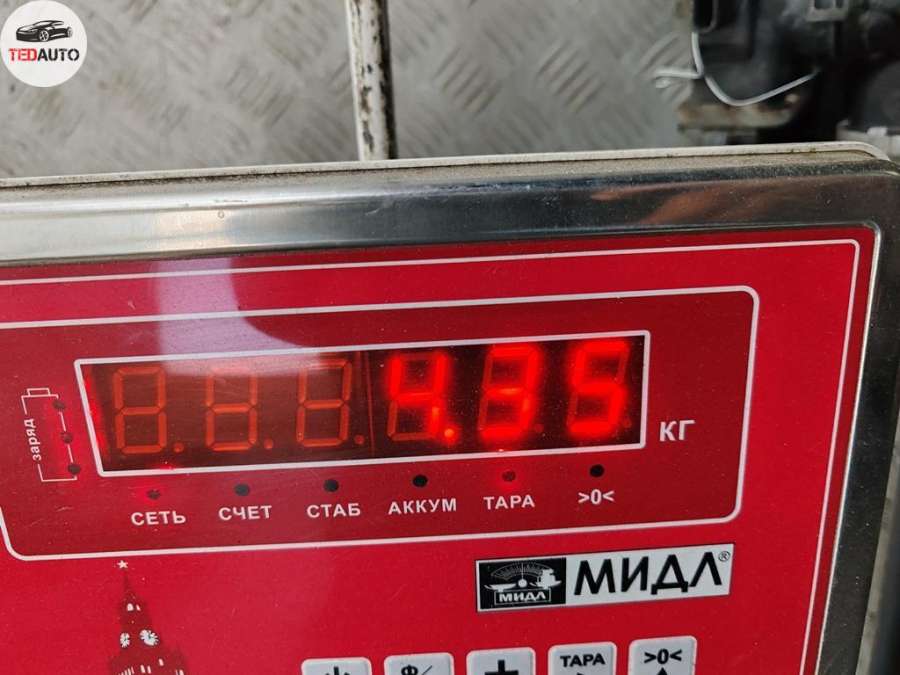 TEDAUTO
4.35
КГ
заряд
СЕТЬ СЧЕТ СТАБ АККУМ ТАРА >0<
МИДЛ МИДЛ®
Ф/ + ТАРА >0<